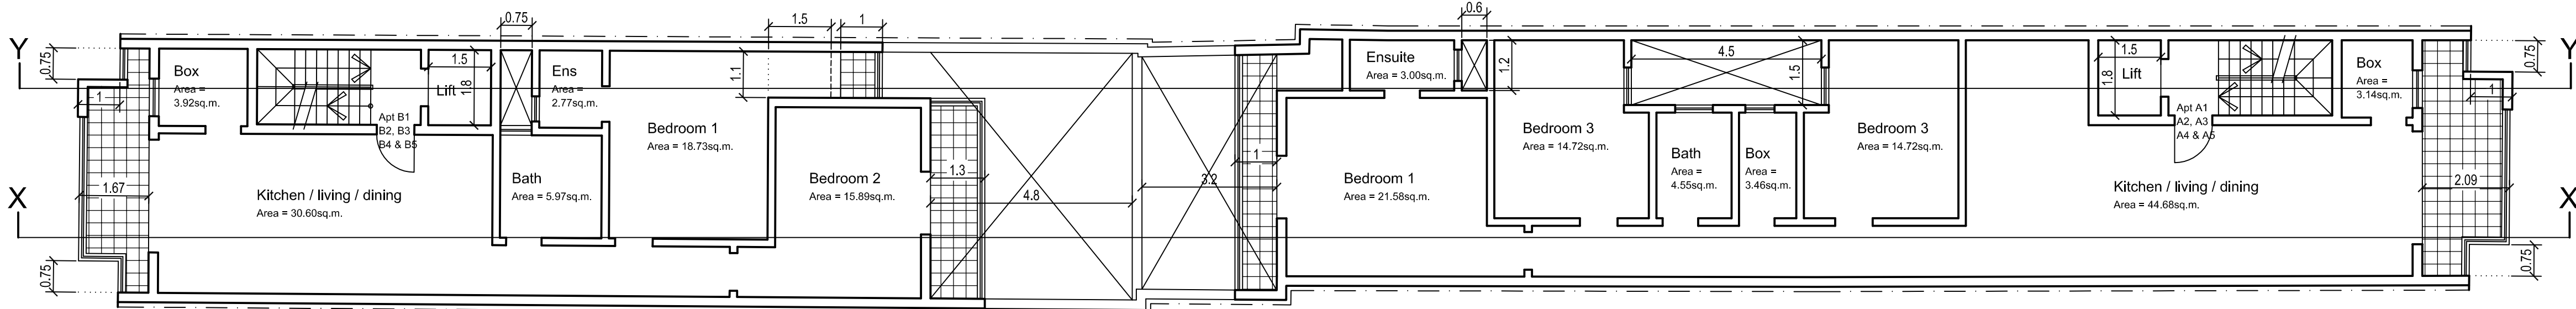 Y
X
0.75
1
1.67
0.75
Box
Area =
3.92sq.m.
Apt B1
B2, B3
B4 & B5
Lift
1.5
1.8
0.75
Kitchen / living / dining
Area = 30.60sq.m.
Ens
Area =
2.77sq.m.
Bath
Area = 5.97sq.m.
Bedroom 1
Area = 18.73sq.m.
1.5
1
1.1
Bedroom 2
Area = 15.89sq.m.
1.3
4.8
3.2
1
Ensuite
Area = 3.00sq.m.
0.6
1.2
Bedroom 1
Area = 21.58sq.m.
Bedroom 3
Area = 14.72sq.m.
4.5
1.5
Bath
Area =
4.55sq.m.
Box
Area =
3.46sq.m.
Bedroom 3
Area = 14.72sq.m.
1.5
1.8
Lift
Apt A1
A2, A3
A4 & A5
Kitchen / living / dining
Area = 44.68sq.m.
Box
Area =
3.14sq.m.
0.75
1
2.09
0.75
Y
X